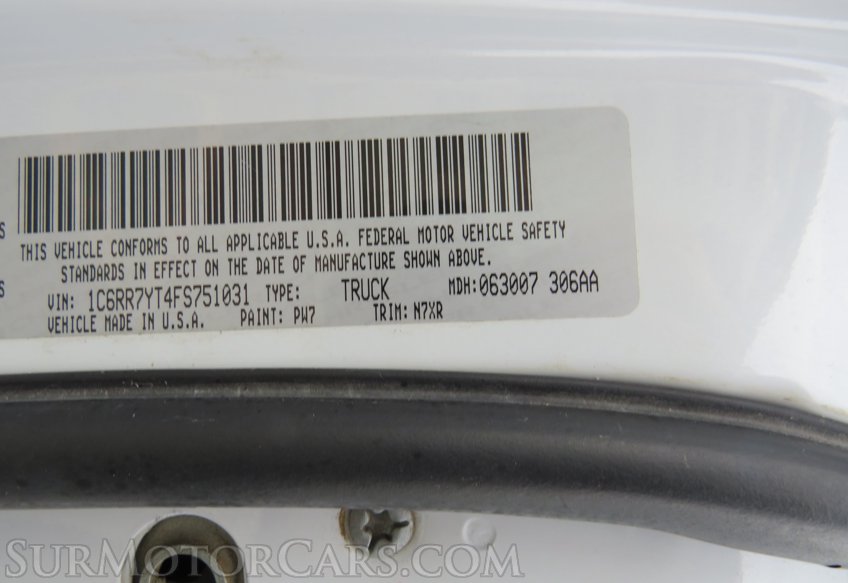 THIS VEHICLE CONFORMS TO ALL APPLICABLE U.S.A. FEDERAL MOTOR VEHICLE SAFETY
STANDARDS IN EFFECT ON THE DATE OF MANUFACTURE SHOWN ABOVE.
VIN: 1C6RR7YT4FS751031 TYPE: TRUCK MDH:063007 306AA
VEHICLE MADE IN U.S.A. PAINT: PW7 TRIM: N7XR
SURMOTORCARS.COM